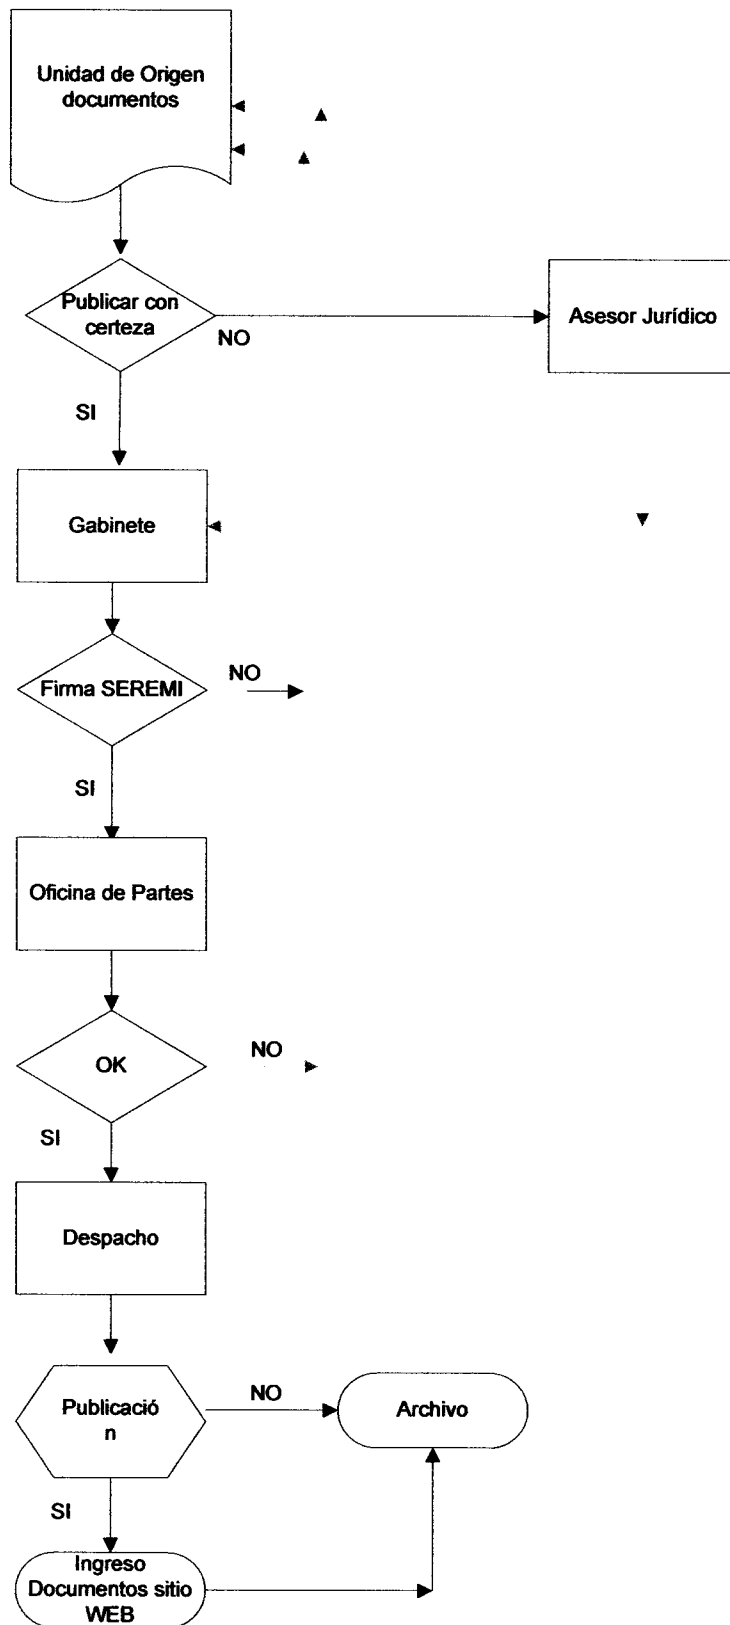 Unidad de Origen
documentos
Publicar con
certeza
NO
Asesor Jurídico
SI
Gabinete
Firma SEREMI
NO
SI
Oficina de Partes
OK
NO
SI
Despacho
Publicació
n
NO
Archivo
SI
Ingreso
Documentos sitio
WEB